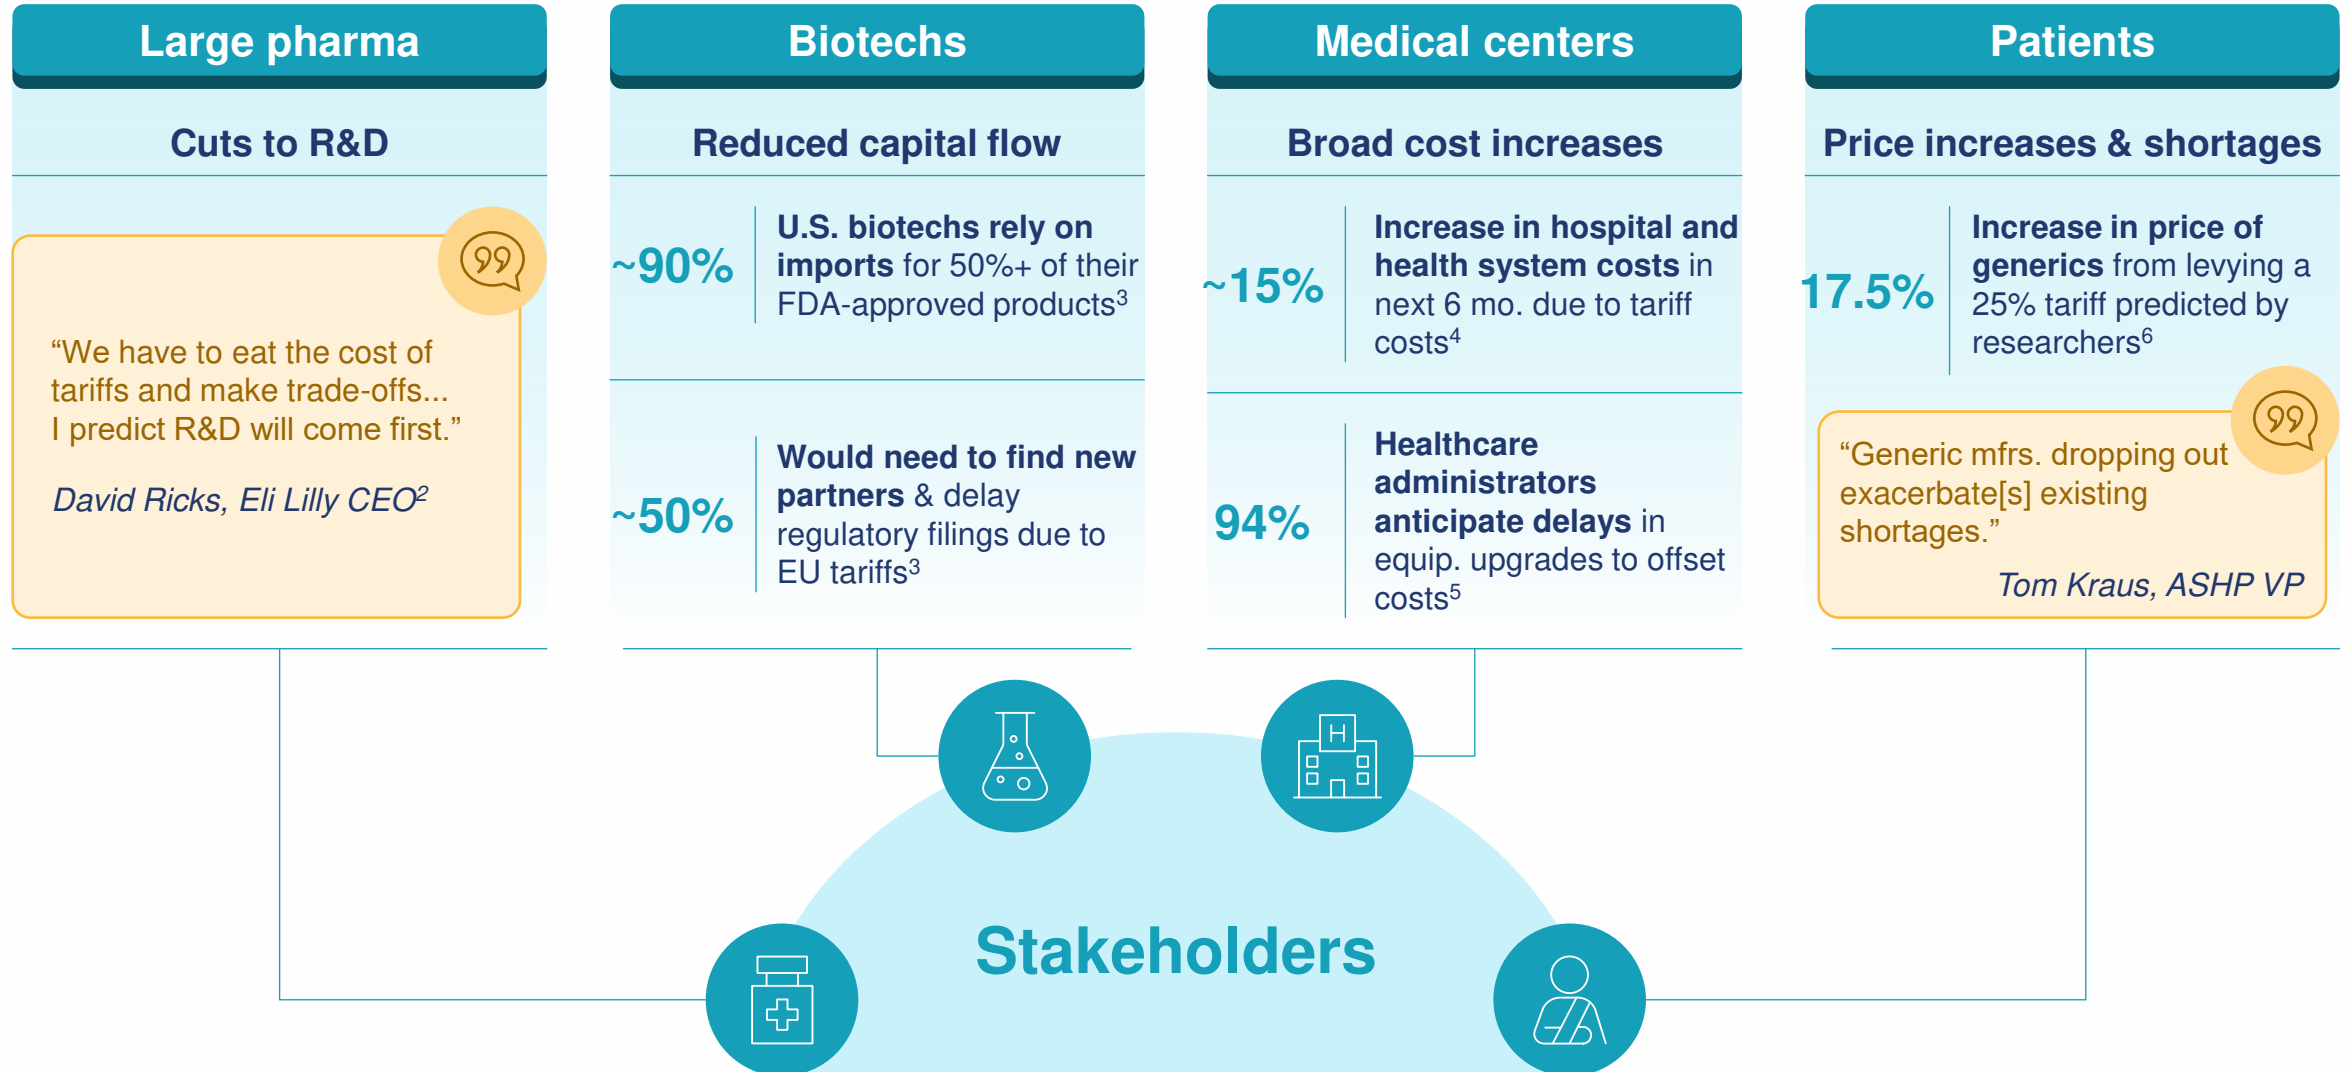 Large pharma
Cuts to R&D
“We have to eat the cost of
tariffs and make trade-offs...
I predict R&D will come first.”
David Ricks, Eli Lilly CEO²
Biotechs
Reduced capital flow
~90%
U.S. biotechs rely on
imports for 50%+ of their
FDA-approved products³
~50%
Would need to find new
partners & delay
regulatory filings due to
EU tariffs³
Medical centers
Broad cost increases
~15%
Increase in hospital and
health system costs in
next 6 mo. due to tariff
costs⁴
94%
Healthcare
administrators
anticipate delays in
equip. upgrades to offset
costs⁵
Patients
Price increases & shortages
17.5%
Increase in price of
generics from levying a
25% tariff predicted by
researchers⁶
“Generic mfrs. dropping out
exacerbate[s] existing
shortages.”
Tom Kraus, ASHP VP
H
Stakeholders